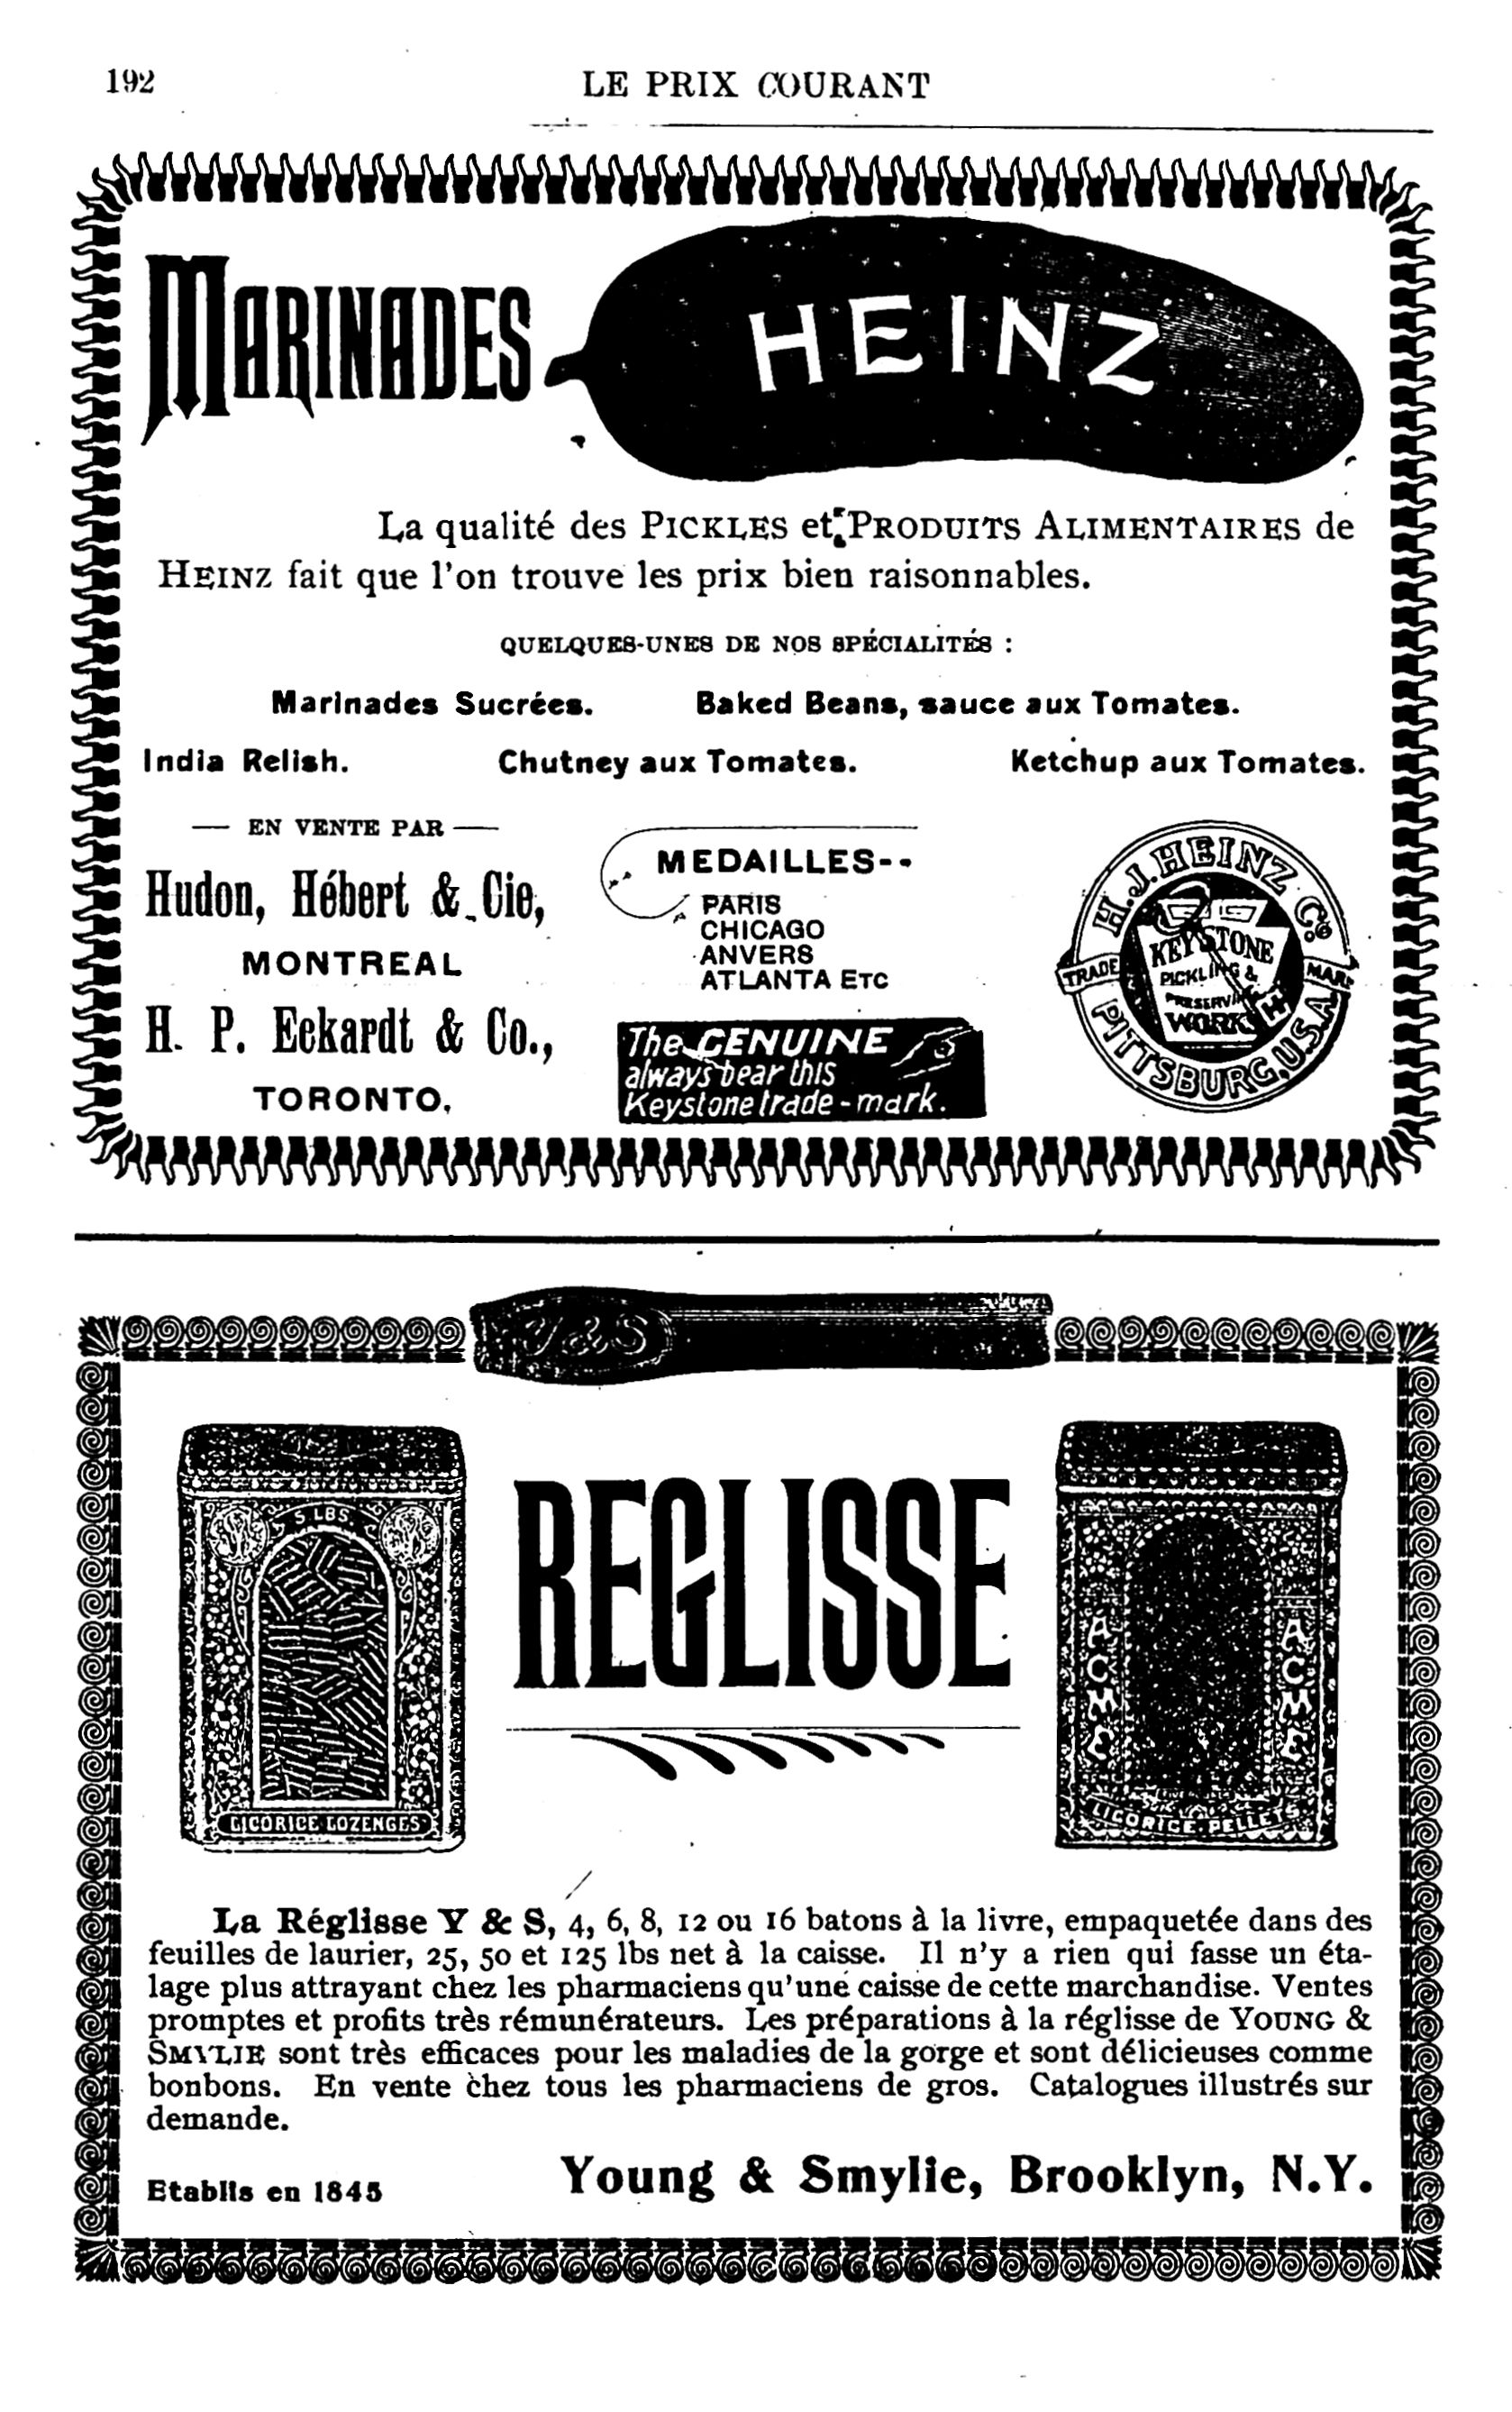 192
LE PRIX COURANT
MARINADES
HEINZ
La qualité des PICKLES et PRODUITS ALIMENTAIRES de
HEINZ fait que l'on trouve les prix bien raisonnables.
QUELQUES-UNES DE NOS SPÉCIALITÉS :
Marinades Sucrées.
Baked Beans, sauce aux Tomates.
India Relish.
Chutney aux Tomates.
Ketchup aux Tomates.
— EN VENTE PAR —
Hudon, Hébert & Cie,
MONTREAL
H. P. Eckardt & Co.,
TORONTO.
MEDAILLES--
PARIS
CHICAGO
ANVERS
ATLANTA ETC
The GENUINE
always bear this
Keystone trade-mark.
H.J. HEINZ Co.
KEYSTONE
PICKLING &
PRESERVING
WORKS
TRADE MARK
PITTSBURG, U.S.A.
Y & S
REGLISSE
5 LBS.
LICORICE LOZENGES
ACME
ACME
LICORICE PELLETS
La Réglisse Y & S, 4, 6, 8, 12 ou 16 batons à la livre, empaquetée dans des
feuilles de laurier, 25, 50 et 125 lbs net à la caisse. Il n'y a rien qui fasse un éta-
lage plus attrayant chez les pharmaciens qu'une caisse de cette marchandise. Ventes
promptes et profits très rémunérateurs. Les préparations à la réglisse de YOUNG &
SMYLIE sont très efficaces pour les maladies de la gorge et sont délicieuses comme
bonbons. En vente chez tous les pharmaciens de gros. Catalogues illustrés sur
demande.
Etablis en 1845
Young & Smylie, Brooklyn, N.Y.